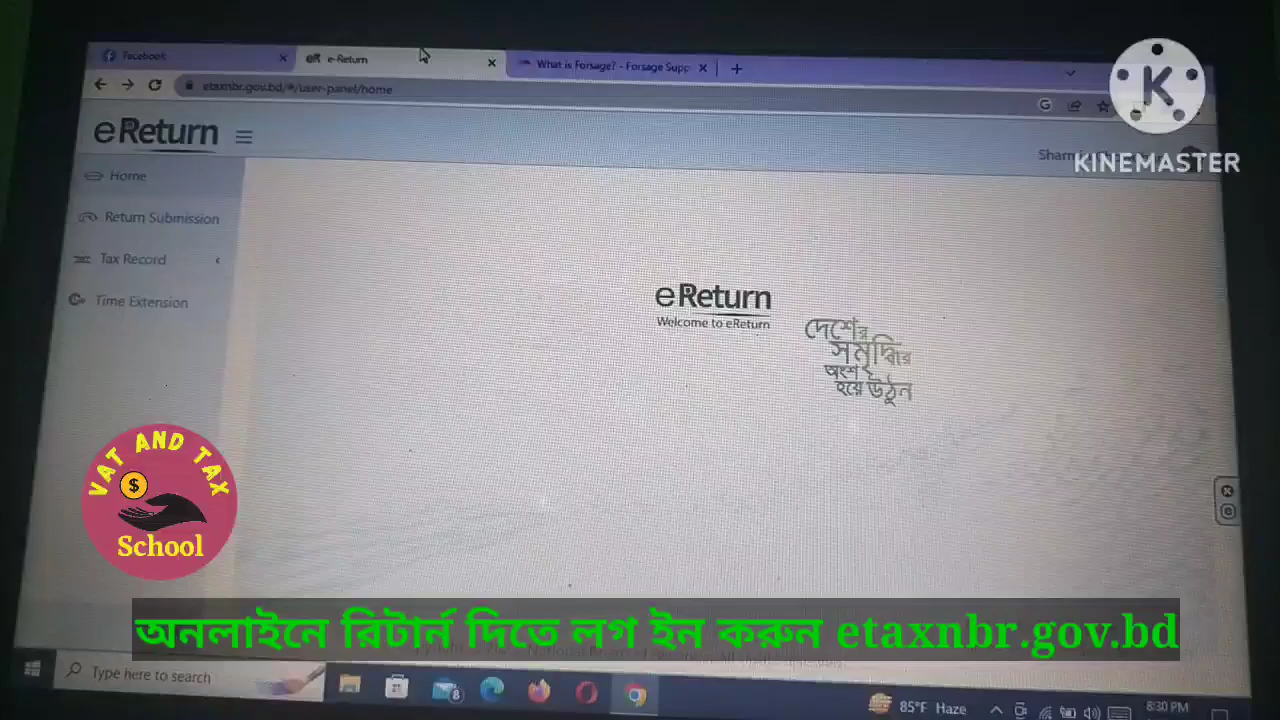 Facebook
e-Return
What is Forsage? - Forsage Supp
etaxnbr.gov.bd/#/user-panel/home
eReturn
KINEMASTER
Home
Return Submission
Tax Record
Time Extension
eReturn
Welcome to eReturn
দেশের
সমৃদ্ধির
অংশ
হয়ে উঠুন
VAT AND TAX
$
School
অনলাইনে রিটার্ন দিতে লগ ইন করুন etaxnbr.gov.bd
Type here to search
8
85°F Haze
8:30 PM